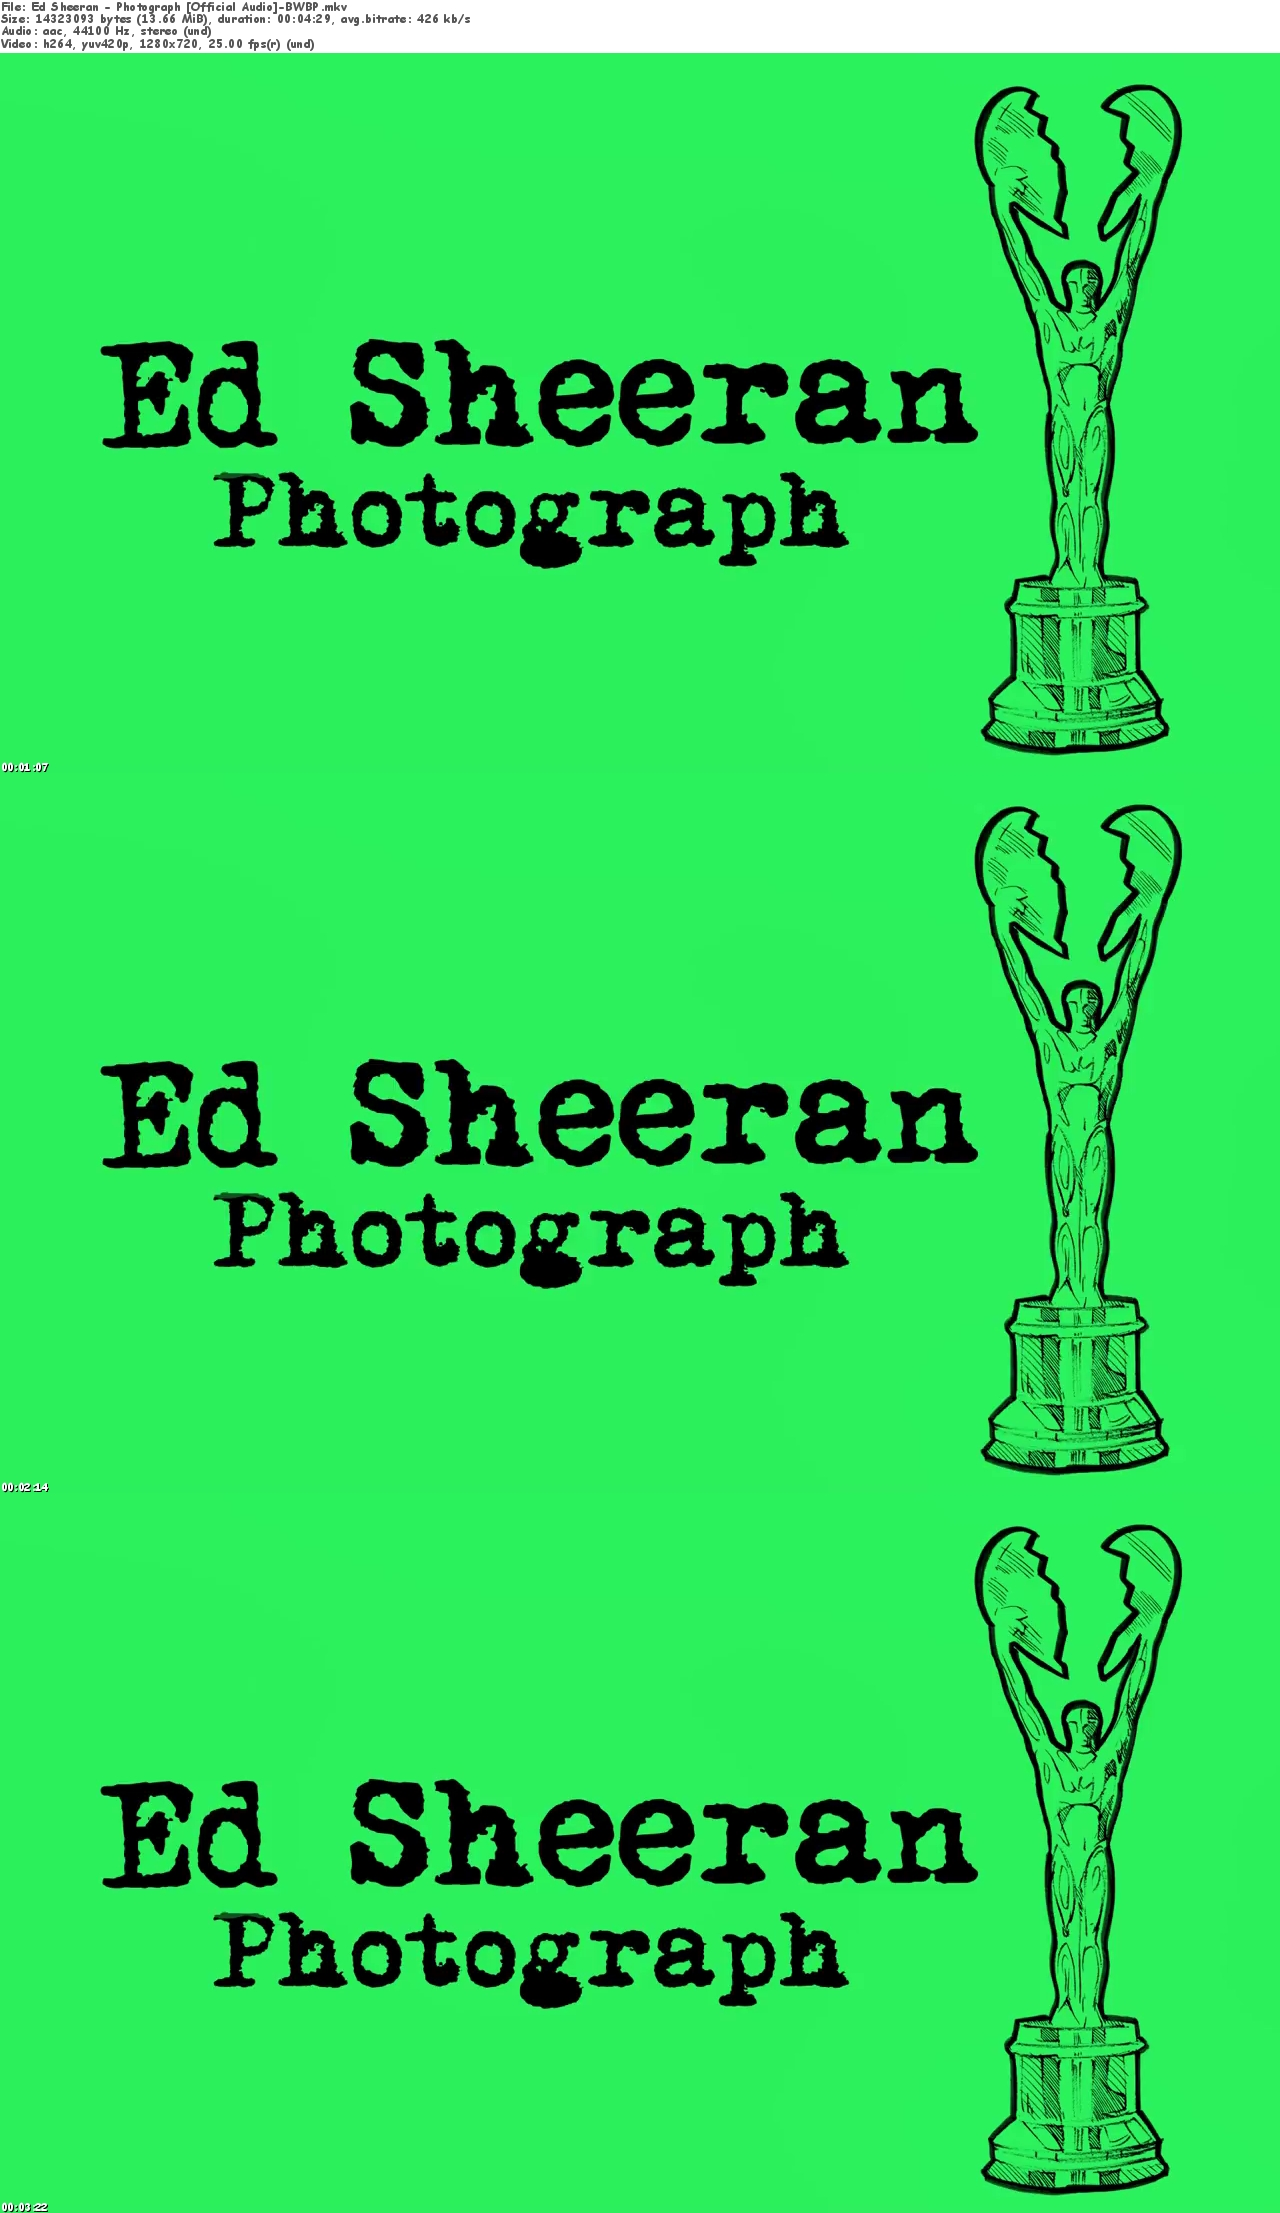 File: Ed Sheeran - Photograph [Official Audio]-BWBP.mkv
Size: 14323093 bytes (13.66 MiB), duration: 00:04:29, avg.bitrate: 426 kb/s
Audio: aac, 44100 Hz, stereo (und)
Video: h264, yuv420p, 1280x720, 25.00 fps(r) (und)
Ed Sheeran
Photograph
00:01:07
Ed Sheeran
Photograph
00:02:14
Ed Sheeran
Photograph
00:03:22